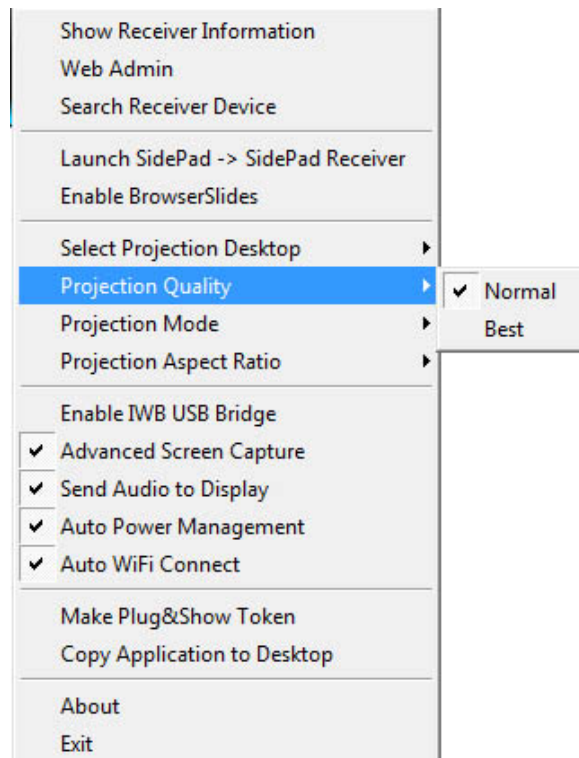 Show Receiver Information
Web Admin
Search Receiver Device
Launch SidePad -> SidePad Receiver
Enable BrowserSlides
Select Projection Desktop
Projection Quality
Normal
Best
Projection Mode
Projection Aspect Ratio
Enable IWB USB Bridge
Advanced Screen Capture
Send Audio to Display
Auto Power Management
Auto WiFi Connect
Make Plug&Show Token
Copy Application to Desktop
About
Exit